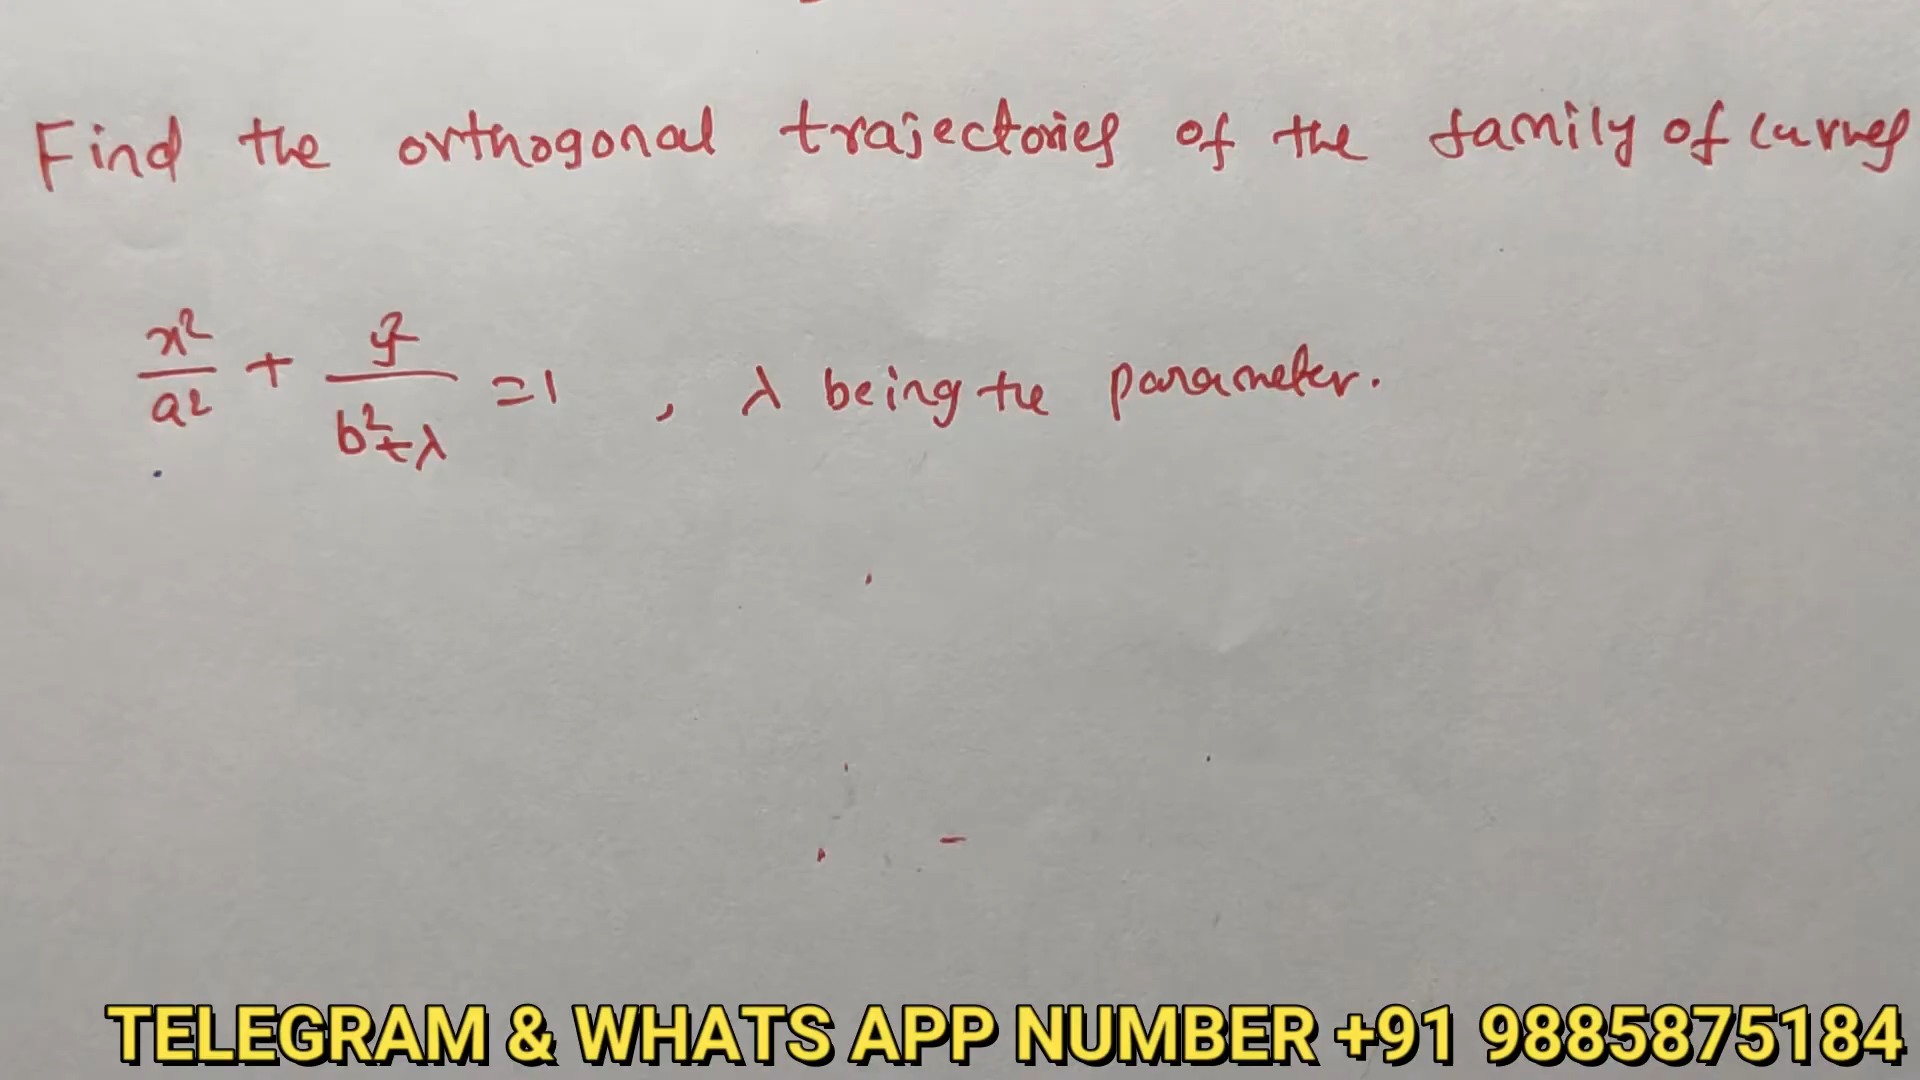 Find the orthogonal trajectories of the family of curves
x²/a² + y²/(b²+λ) = 1 , λ being the parameter.
TELEGRAM & WHATS APP NUMBER +91 9885875184